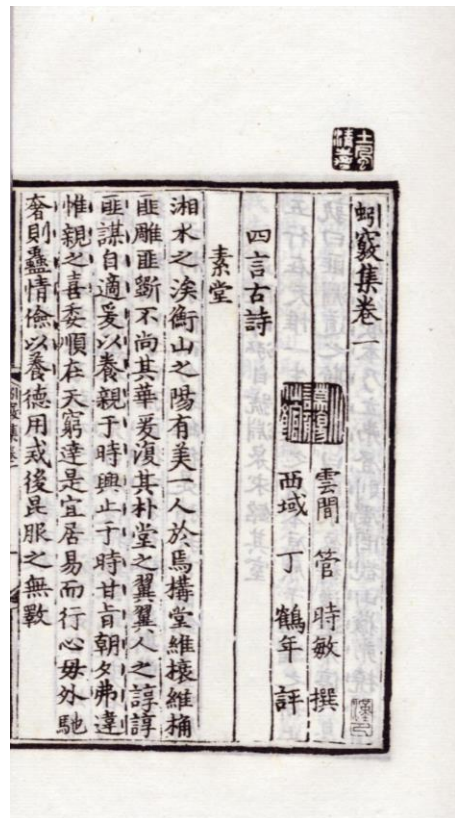 蚓竅集卷一
雲間 管 時敏 撰
西域 丁 鶴年 評
四言古詩
素堂
湘水之涘衡山之陽有美一人於焉構堂維榱維桷
匪雕匪斵不尚其華爰復其朴堂之翼翼人之諄諄
匪謀自適爰以養親于時興止于時甘旨朝夕弗違
惟親之喜委順在天窮達是宜居易而行心毋外馳
奢則蠹情儉以養德用戒後昆服之無斁